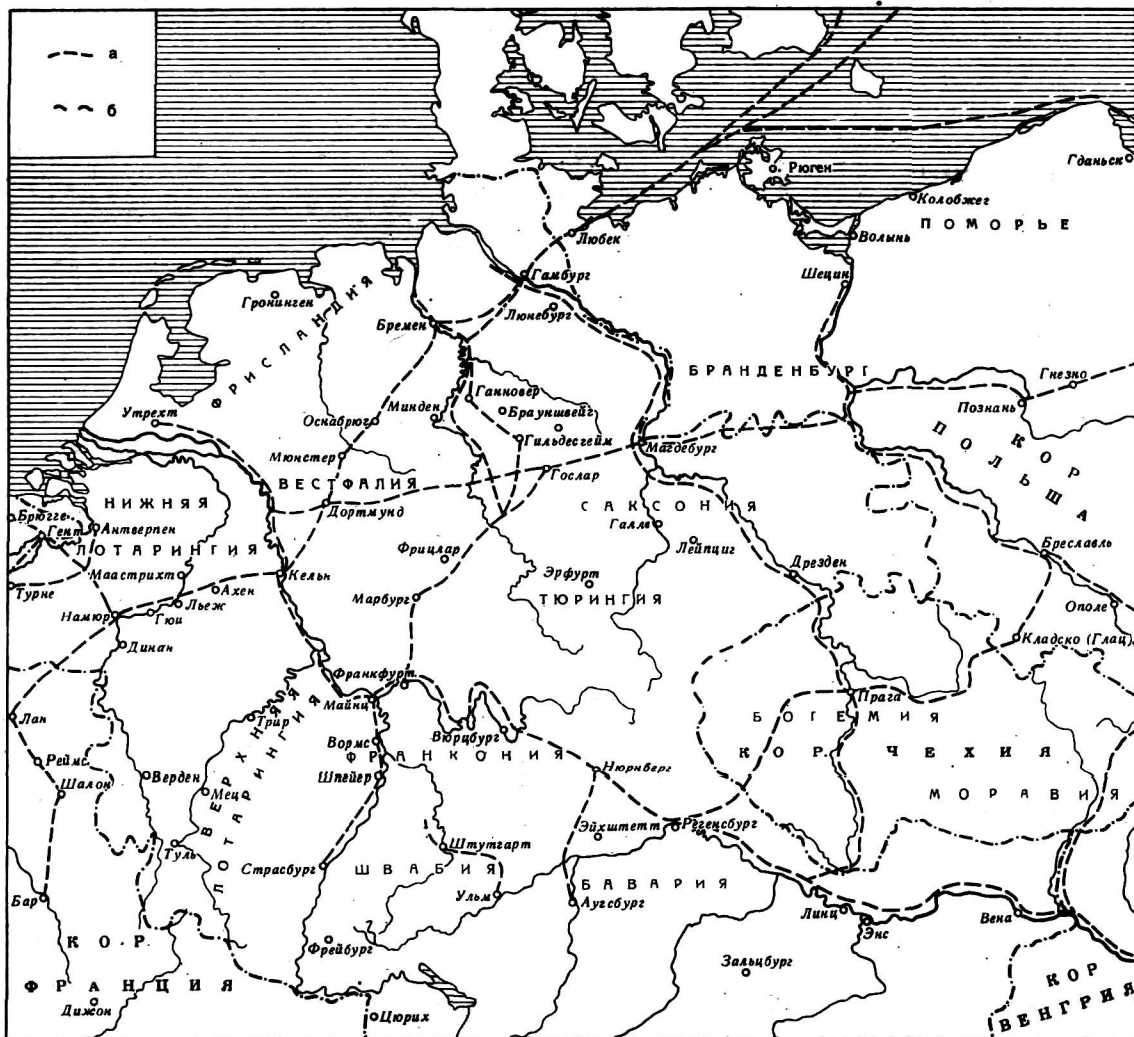 а
б
о. Рюген
Гданьск
Колобжег
ПОМОРЬЕ
Волынь
Любек
Шецин
Гамбург
Гронинген
Люнебург
ФРИСЛАНДИЯ
Бремен
БРАНДЕНБУРГ
Гнезно
Ганновер
Познань
Утрехт
Минден
Брауншвейг
Оснабрюг
КОР
ПОЛЬША
Гильдесгейм
Магдебург
Мюнстер
Гослар
ВЕСТФАЛИЯ
НИЖНЯЯ
ЛОТАРИНГИЯ
Дортмунд
САКСОНИЯ
Брюгге
Антверпен
Гент
Галле
Лейпциг
Бреславль
Фрицлар
Маастрихт
Кельн
Дрезден
Эрфурт
Турне
Ахен
ТЮРИНГИЯ
Марбург
Льеж
Ополе
Намюр
Гюи
Кладско (Глац)
Динан
Франкфурт
Майнц
Прага
Лан
Трир
БОГЕМИЯ
Вюрцбург
Вормс
ФРАНКОНИЯ
КОР. ЧЕХИЯ
Реймс
ВЕРХНЯЯ
ЛОТАРИНГИЯ
Нюрнберг
Верден
Шпейер
Шалон
Мец
МОРАВИЯ
Регенсбург
Эйхштетт
Туль
Штутгарт
Страсбург
ШВАБИЯ
БАВАРИЯ
Бар
Ульм
Аугсбург
Линц
Вена
Энс
КОР.
ФРАНЦИЯ
Фрейбург
Зальцбург
КОР
ВЕНГРИЯ
Дижон
Цюрих